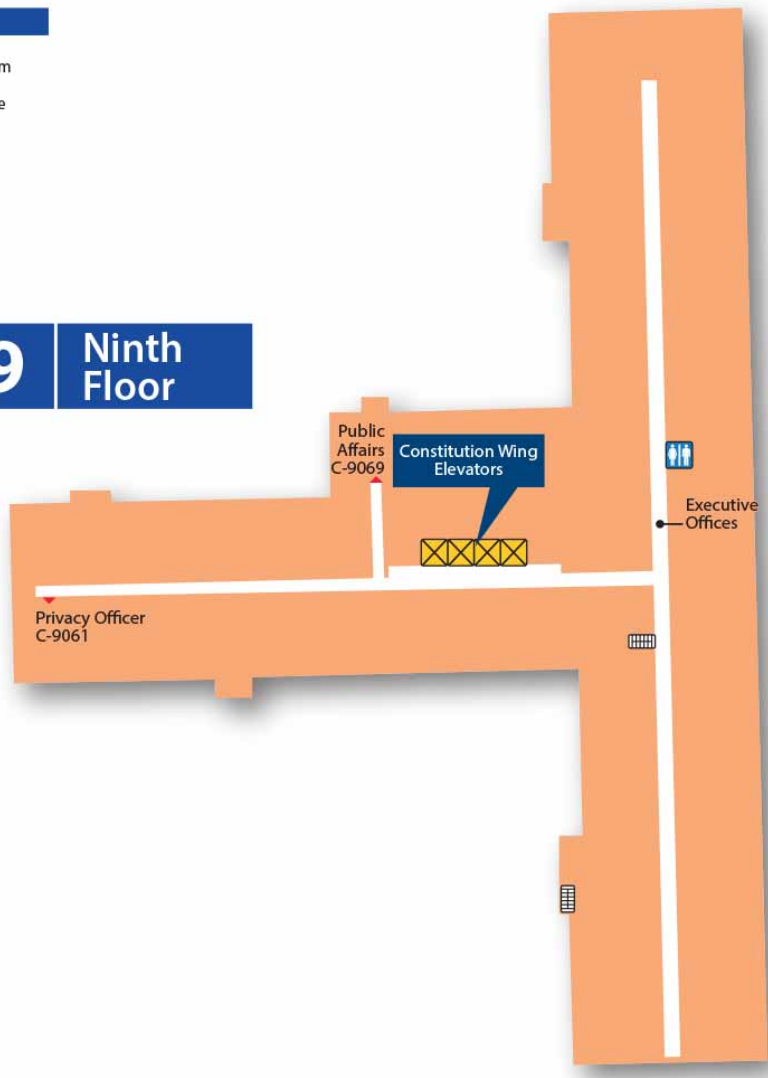 m
e
9
Ninth
Floor
Public
Affairs
C-9069
Constitution Wing
Elevators
Executive
Offices
Privacy Officer
C-9061